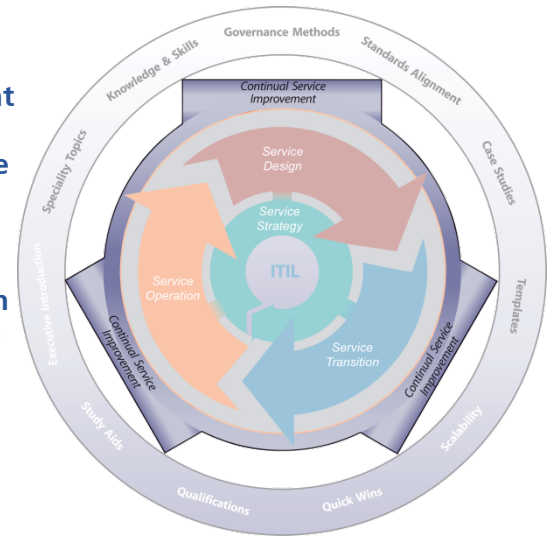 Governance Methods
Knowledge & Skills
Standards Alignment
Speciality Topics
Case Studies
Executive Introduction
Templates
Study Aids
Scalability
Qualifications
Quick Wins
Continual Service
Improvement
Service
Design
Service
Strategy
ITIL
Service
Operation
Service
Transition
Continual Service
Improvement
Continual Service
Improvement